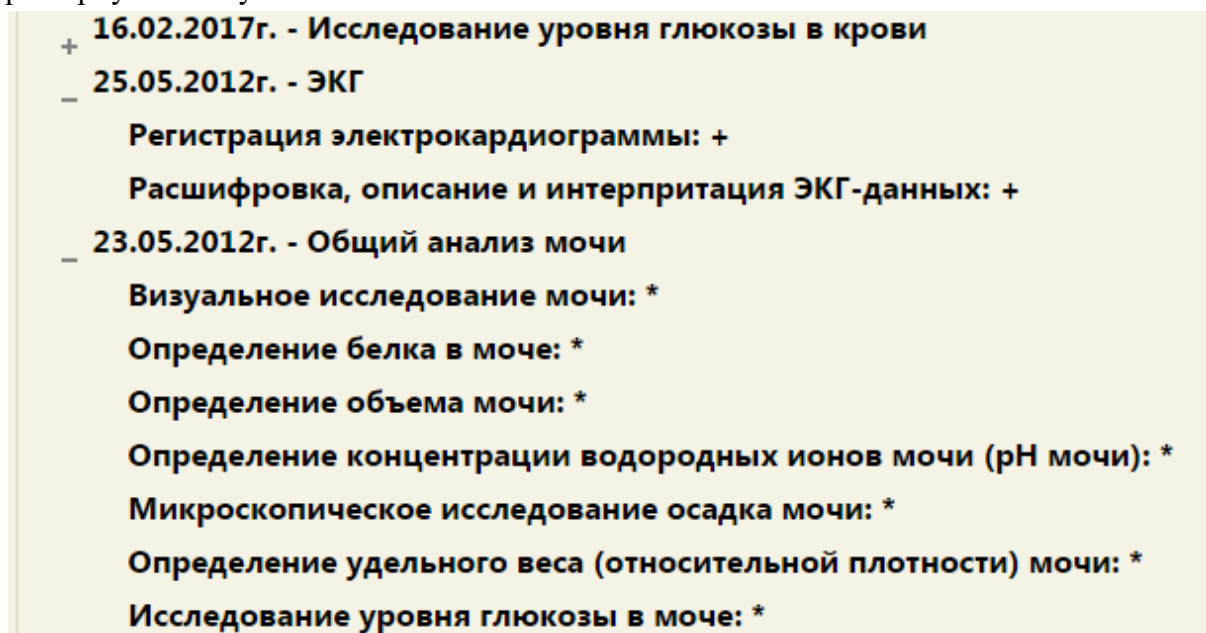 16.02.2017г. - Исследование уровня глюкозы в крови
25.05.2012г. - ЭКГ
Регистрация электрокардиограммы: +
Расшифровка, описание и интерпритация ЭКГ-данных: +
23.05.2012г. - Общий анализ мочи
Визуальное исследование мочи: *
Определение белка в моче: *
Определение объема мочи: *
Определение концентрации водородных ионов мочи (рН мочи): *
Микроскопическое исследование осадка мочи: *
Определение удельного веса (относительной плотности) мочи: *
Исследование уровня глюкозы в моче: *